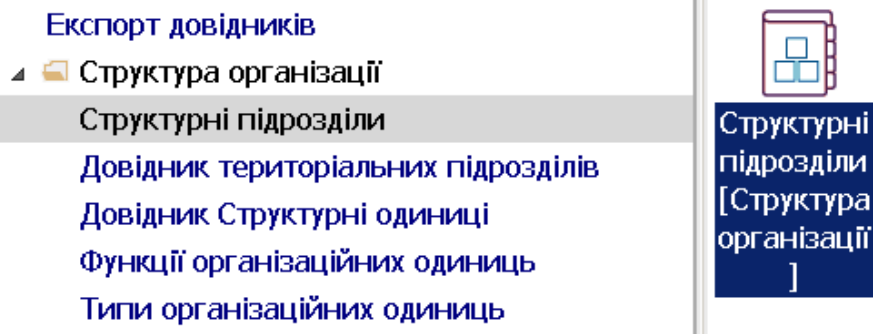 Експорт довідників
Структура організації
Структурні підрозділи
Довідник територіальних підрозділів
Довідник Структурні одиниці
Функції організаційних одиниць
Типи організаційних одиниць
Структурні
підрозділи
[Структура
організації
]